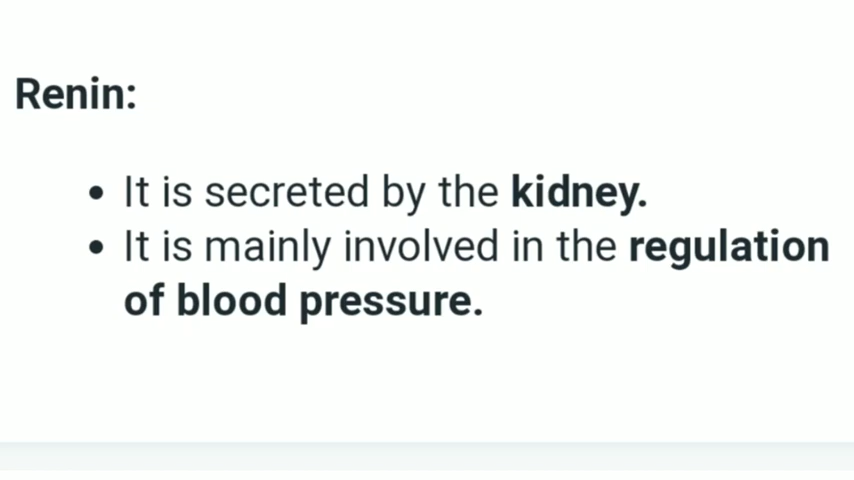 Renin:
• It is secreted by the kidney.
• It is mainly involved in the regulation
of blood pressure.